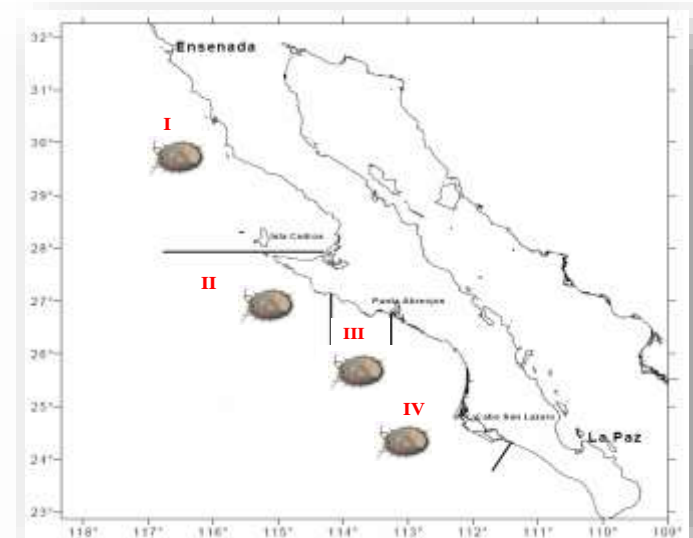 32°
Ensenada
31°
I
30°
29°
Isla Cedros
28°
II
27°
Punta Abreojos
III
26°
25°
IV
Cabo San Lazaro
La Paz
24°
23°
118°
117°
116°
115°
114°
113°
112°
111°
110°
109°